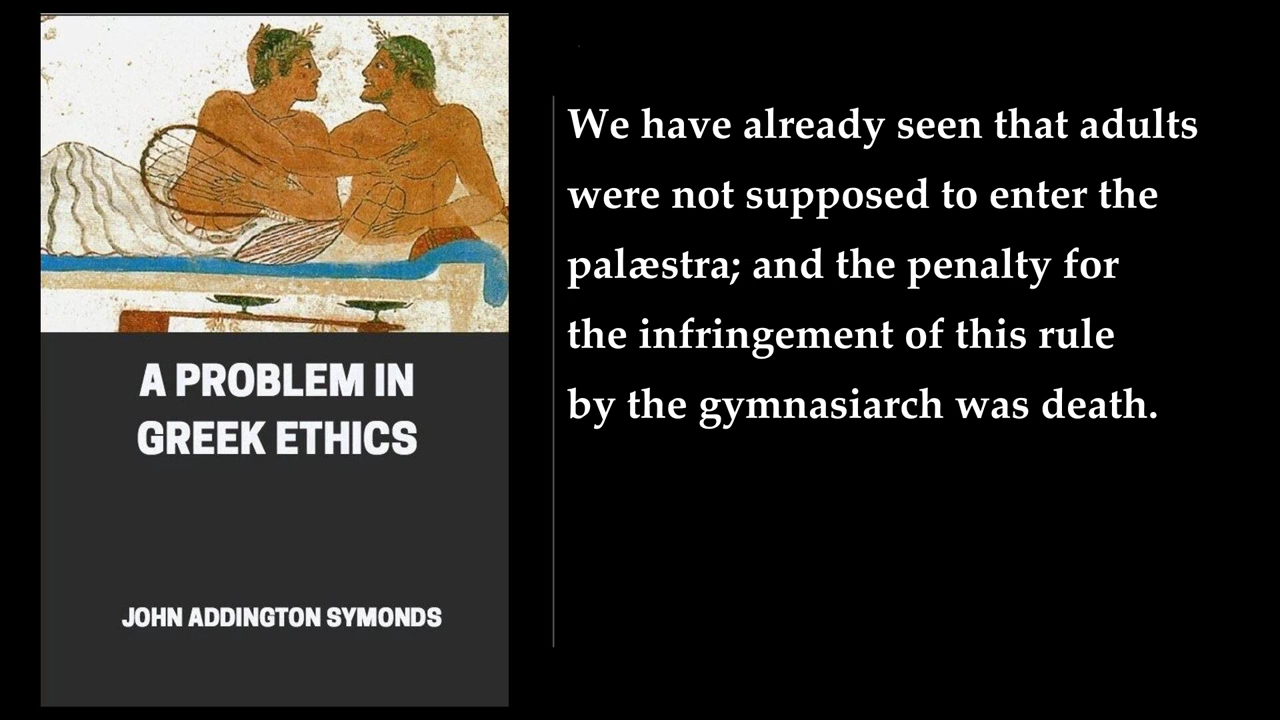 A PROBLEM IN
GREEK ETHICS
JOHN ADDINGTON SYMONDS
We have already seen that adults
were not supposed to enter the
palæstra; and the penalty for
the infringement of this rule
by the gymnasiarch was death.